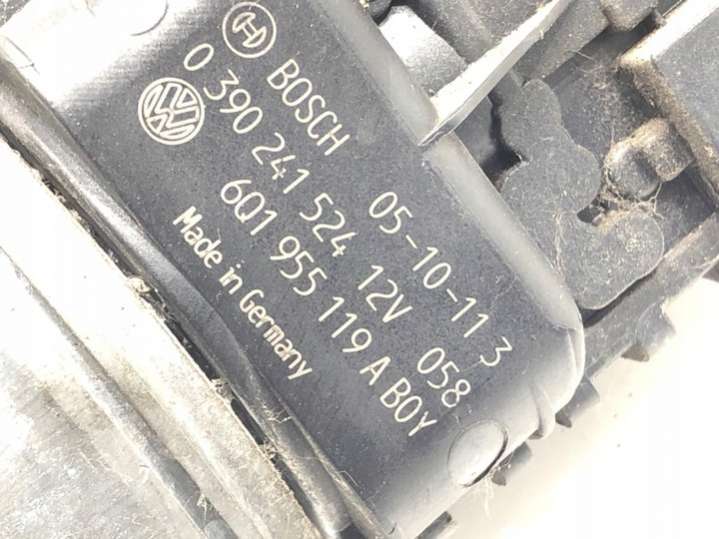 BOSCH 05-10-11 3
0 390 241 524 12V 058
6Q1 955 119 A BOY
Made in Germany